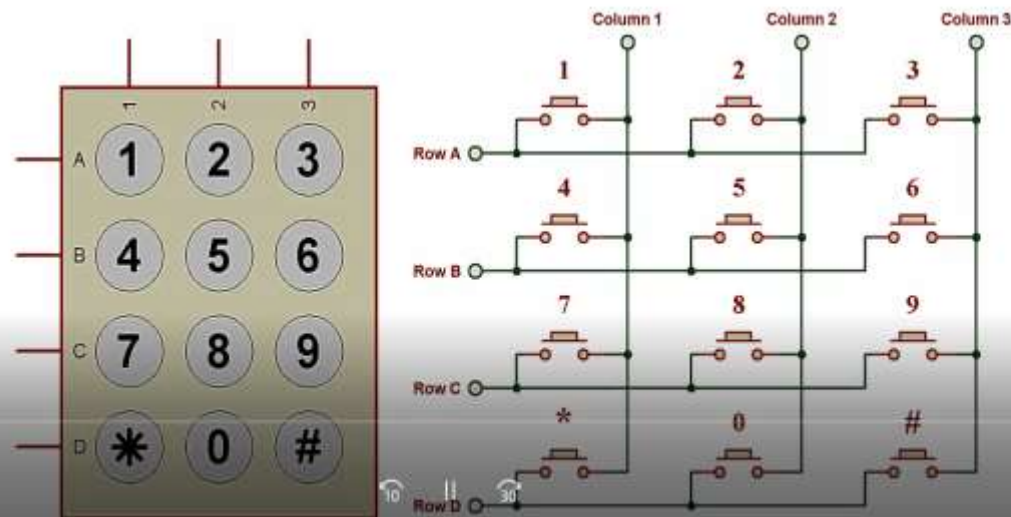 Column 1 Column 2 Column 3
1 2 3
1 2 3
A 1 2 3
Row A
4 5 6
B 4 5 6
Row B
7 8 9
C 7 8 9
Row C
* 0 #
D * 0 #
10 30
Row D